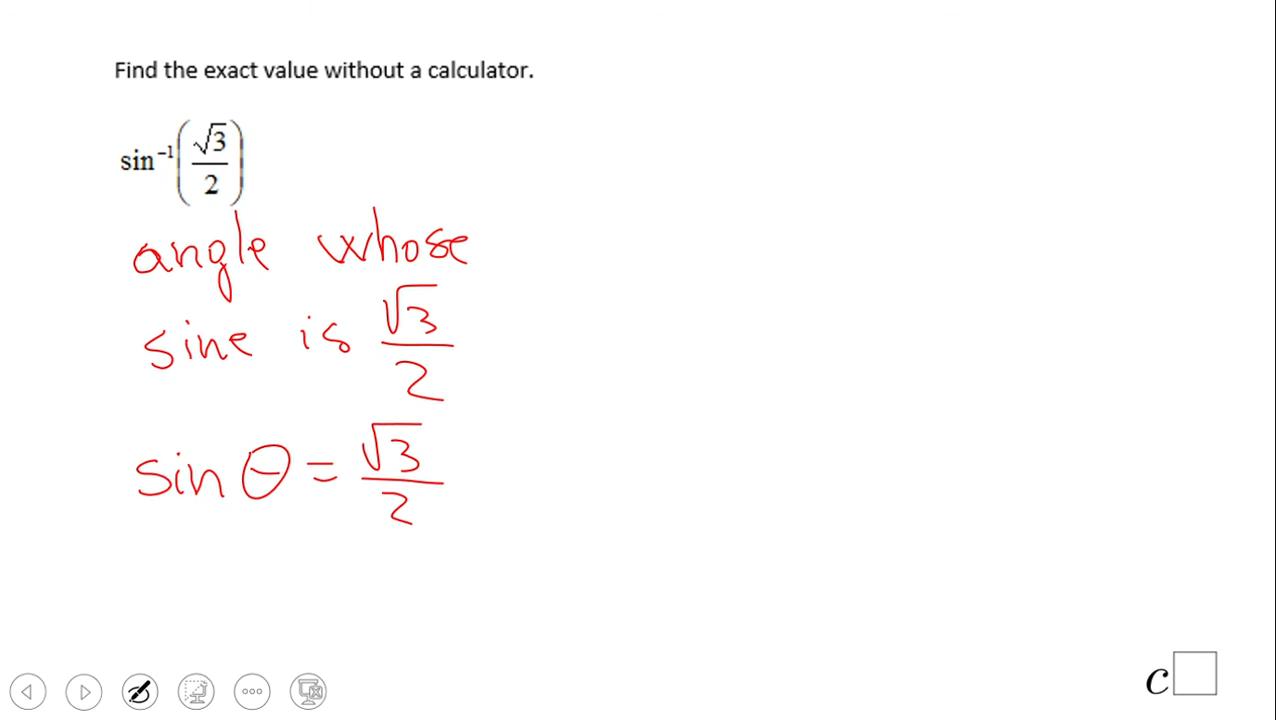 Find the exact value without a calculator.
sin⁻¹(√3/2)
angle whose
sine is √3/2
sin θ = √3/2
c